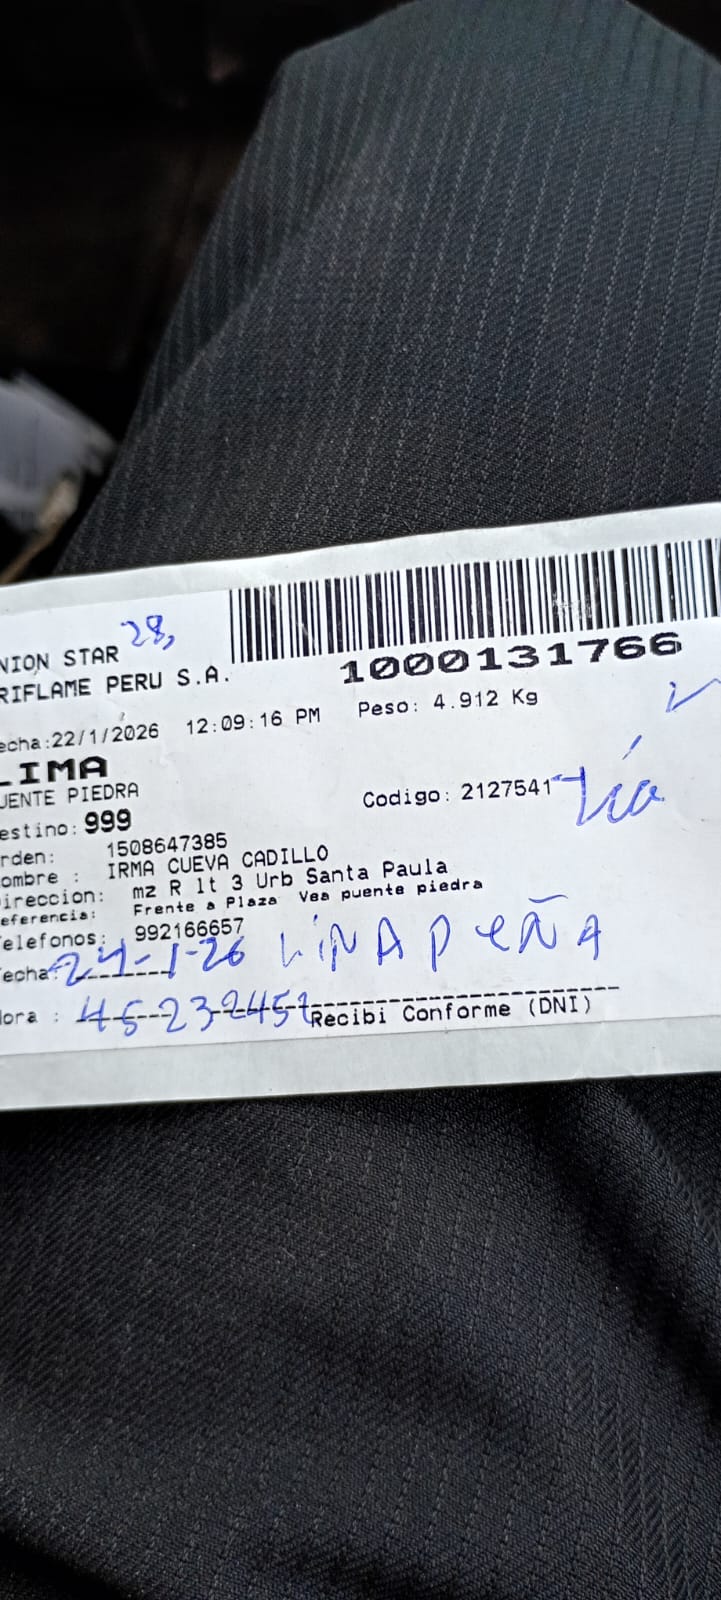 NION STAR 28,
RIFLAME PERU S.A.
1000131766
echa:22/1/2026 12:09:16 PM Peso: 4.912 Kg
LIMA
UENTE PIEDRA
Codigo: 2127541 tía
estino: 999
rden: 1508647385
ombre : IRMA CUEVA CADILLO
ireccion: mz R lt 3 Urb Santa Paula
eferencia: Frente a Plaza Vea puente piedra
elefonos: 992166657
echa: 24-1-26 LiNA PeÑA
ora : 45232451
Recibi Conforme (DNI)